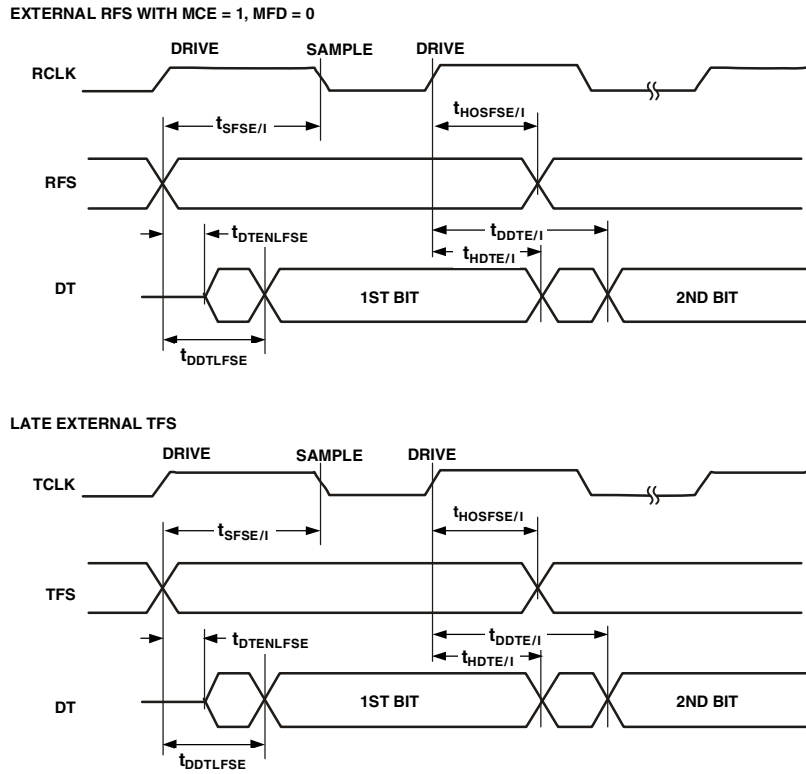 EXTERNAL RFS WITH MCE = 1, MFD = 0
DRIVE SAMPLE DRIVE
RCLK
tSFSE/I tHOSFSE/I
RFS
tDTENLFSE tDDTE/I
tHDTE/I
DT 1ST BIT 2ND BIT
tDDTLFSE
LATE EXTERNAL TFS
DRIVE SAMPLE DRIVE
TCLK
tSFSE/I tHOSFSE/I
TFS
tDTENLFSE tDDTE/I
tHDTE/I
DT 1ST BIT 2ND BIT
tDDTLFSE